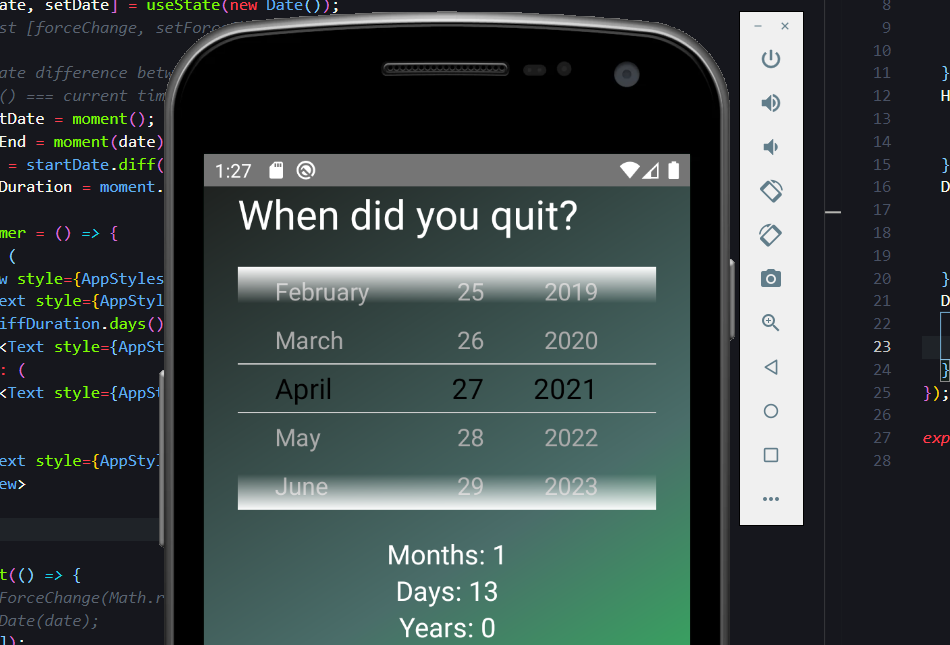 ate, setDate] = useState(new Date());
st [forceChange, setForc
ate difference betw
() === current tim
tDate = moment();
End = moment(date)
= startDate.diff(
Duration = moment.
mer = () => {
(
w style={AppStyles
ext style={AppStyl
iffDuration.days()
<Text style={AppSt
: (
<Text style={AppSt
ext style={AppStyl
ew>
t(() => {
ForceChange(Math.r
Date(date);
]);
1:27
When did you quit?
February 25 2019
March 26 2020
April 27 2021
May 28 2022
June 29 2023
Months: 1
Days: 13
Years: 0
8
9
10
11 }
12 H
13
14
15 }
16 D
17
18
19
20 }
21 D
22
23
24 }
25 });
26
27 exp
28